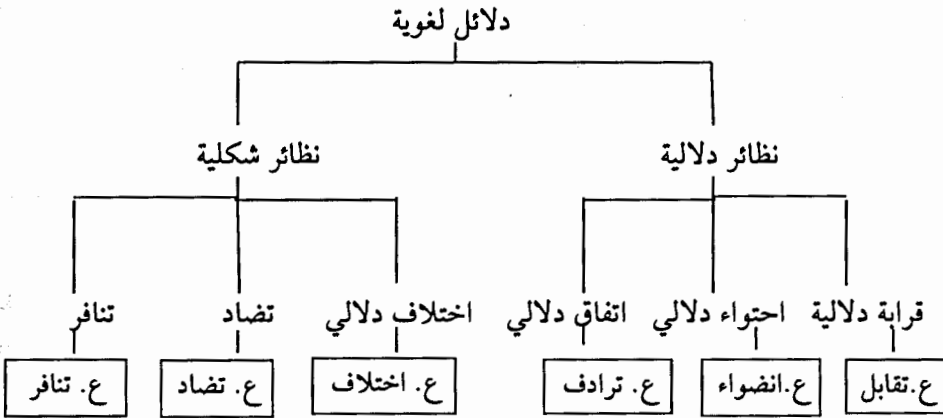 دلائل لغوية
نظائر دلالية نظائر شكلية
قرابة دلالية احتواء دلالي اتفاق دلالي اختلاف دلالي تضاد تنافر
ع.تقابل ع.انضواء ع. ترادف ع. اختلاف ع. تضاد ع. تنافر